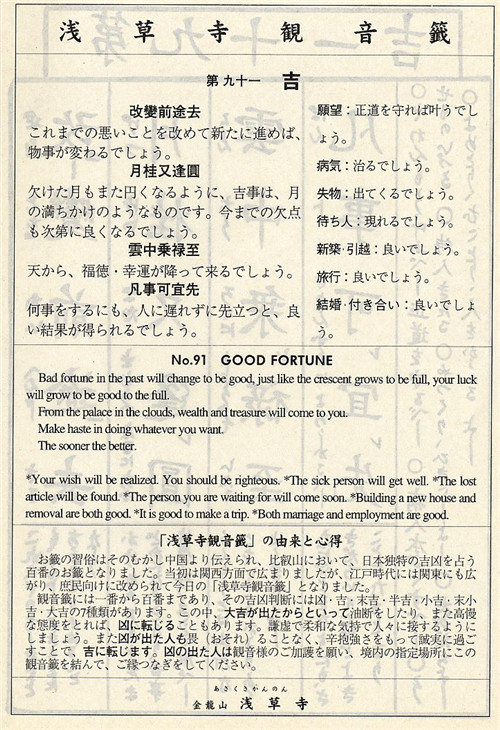 浅草寺観音籤
第九十一 吉
改變前途去
これまでの悪いことを改めて新たに進めば、
物事が変わるでしょう。
月桂又逢圓
欠けた月もまた円くなるように、吉事は、月
の満ちかけのようなものです。今までの欠点
も次第に良くなるでしょう。
雲中乗禄至
天から、福徳・幸運が降って来るでしょう。
凡事可宜先
何事をするにも、人に遅れずに先立つと、良
い結果が得られるでしょう。
願望：正道を守れば叶うでし
ょう。
病気：治るでしょう。
失物：出てくるでしょう。
待ち人：現れるでしょう。
新築・引越：良いでしょう。
旅行：良いでしょう。
結婚・付き合い：良いでしょ
う。
No.91 GOOD FORTUNE
Bad fortune in the past will change to be good, just like the crescent grows to be full, your luck
will grow to be good to the full.
From the palace in the clouds, wealth and treasure will come to you.
Make haste in doing whatever you want.
The sooner the better.
*Your wish will be realized. You should be righteous. *The sick person will get well. *The lost
article will be found. *The person you are waiting for will come soon. *Building a new house and
removal are both good. *It is good to make a trip. *Both marriage and employment are good.
「浅草寺観音籤」の由来と心得
お籤の習俗はそのむかし中国より伝えられ、比叡山において、日本独特の吉凶を占う
百番のお籤となりました。当初は関西方面で広まりましたが、江戸時代には関東にも広
がり、庶民向けに改められて今日の「浅草寺観音籤」となりました。
観音籤には一番から百番まであり、その吉凶判断には凶・吉・末吉・半吉・小吉・末小
吉・大吉の7種類があります。この中、大吉が出たからといって油断をしたり、また高慢
な態度をとれば、凶に転じることもあります。謙虚で柔和な気持で人々に接するように
しましょう。また凶が出た人も畏（おそれ）ることなく、辛抱強さをもって誠実に過ご
すことで、吉に転じます。凶の出た人は観音様のご加護を願い、境内の指定場所にこの
観音籤を結んで、ご縁つなぎをしてください。
あさくさかんのん
金龍山 浅草寺